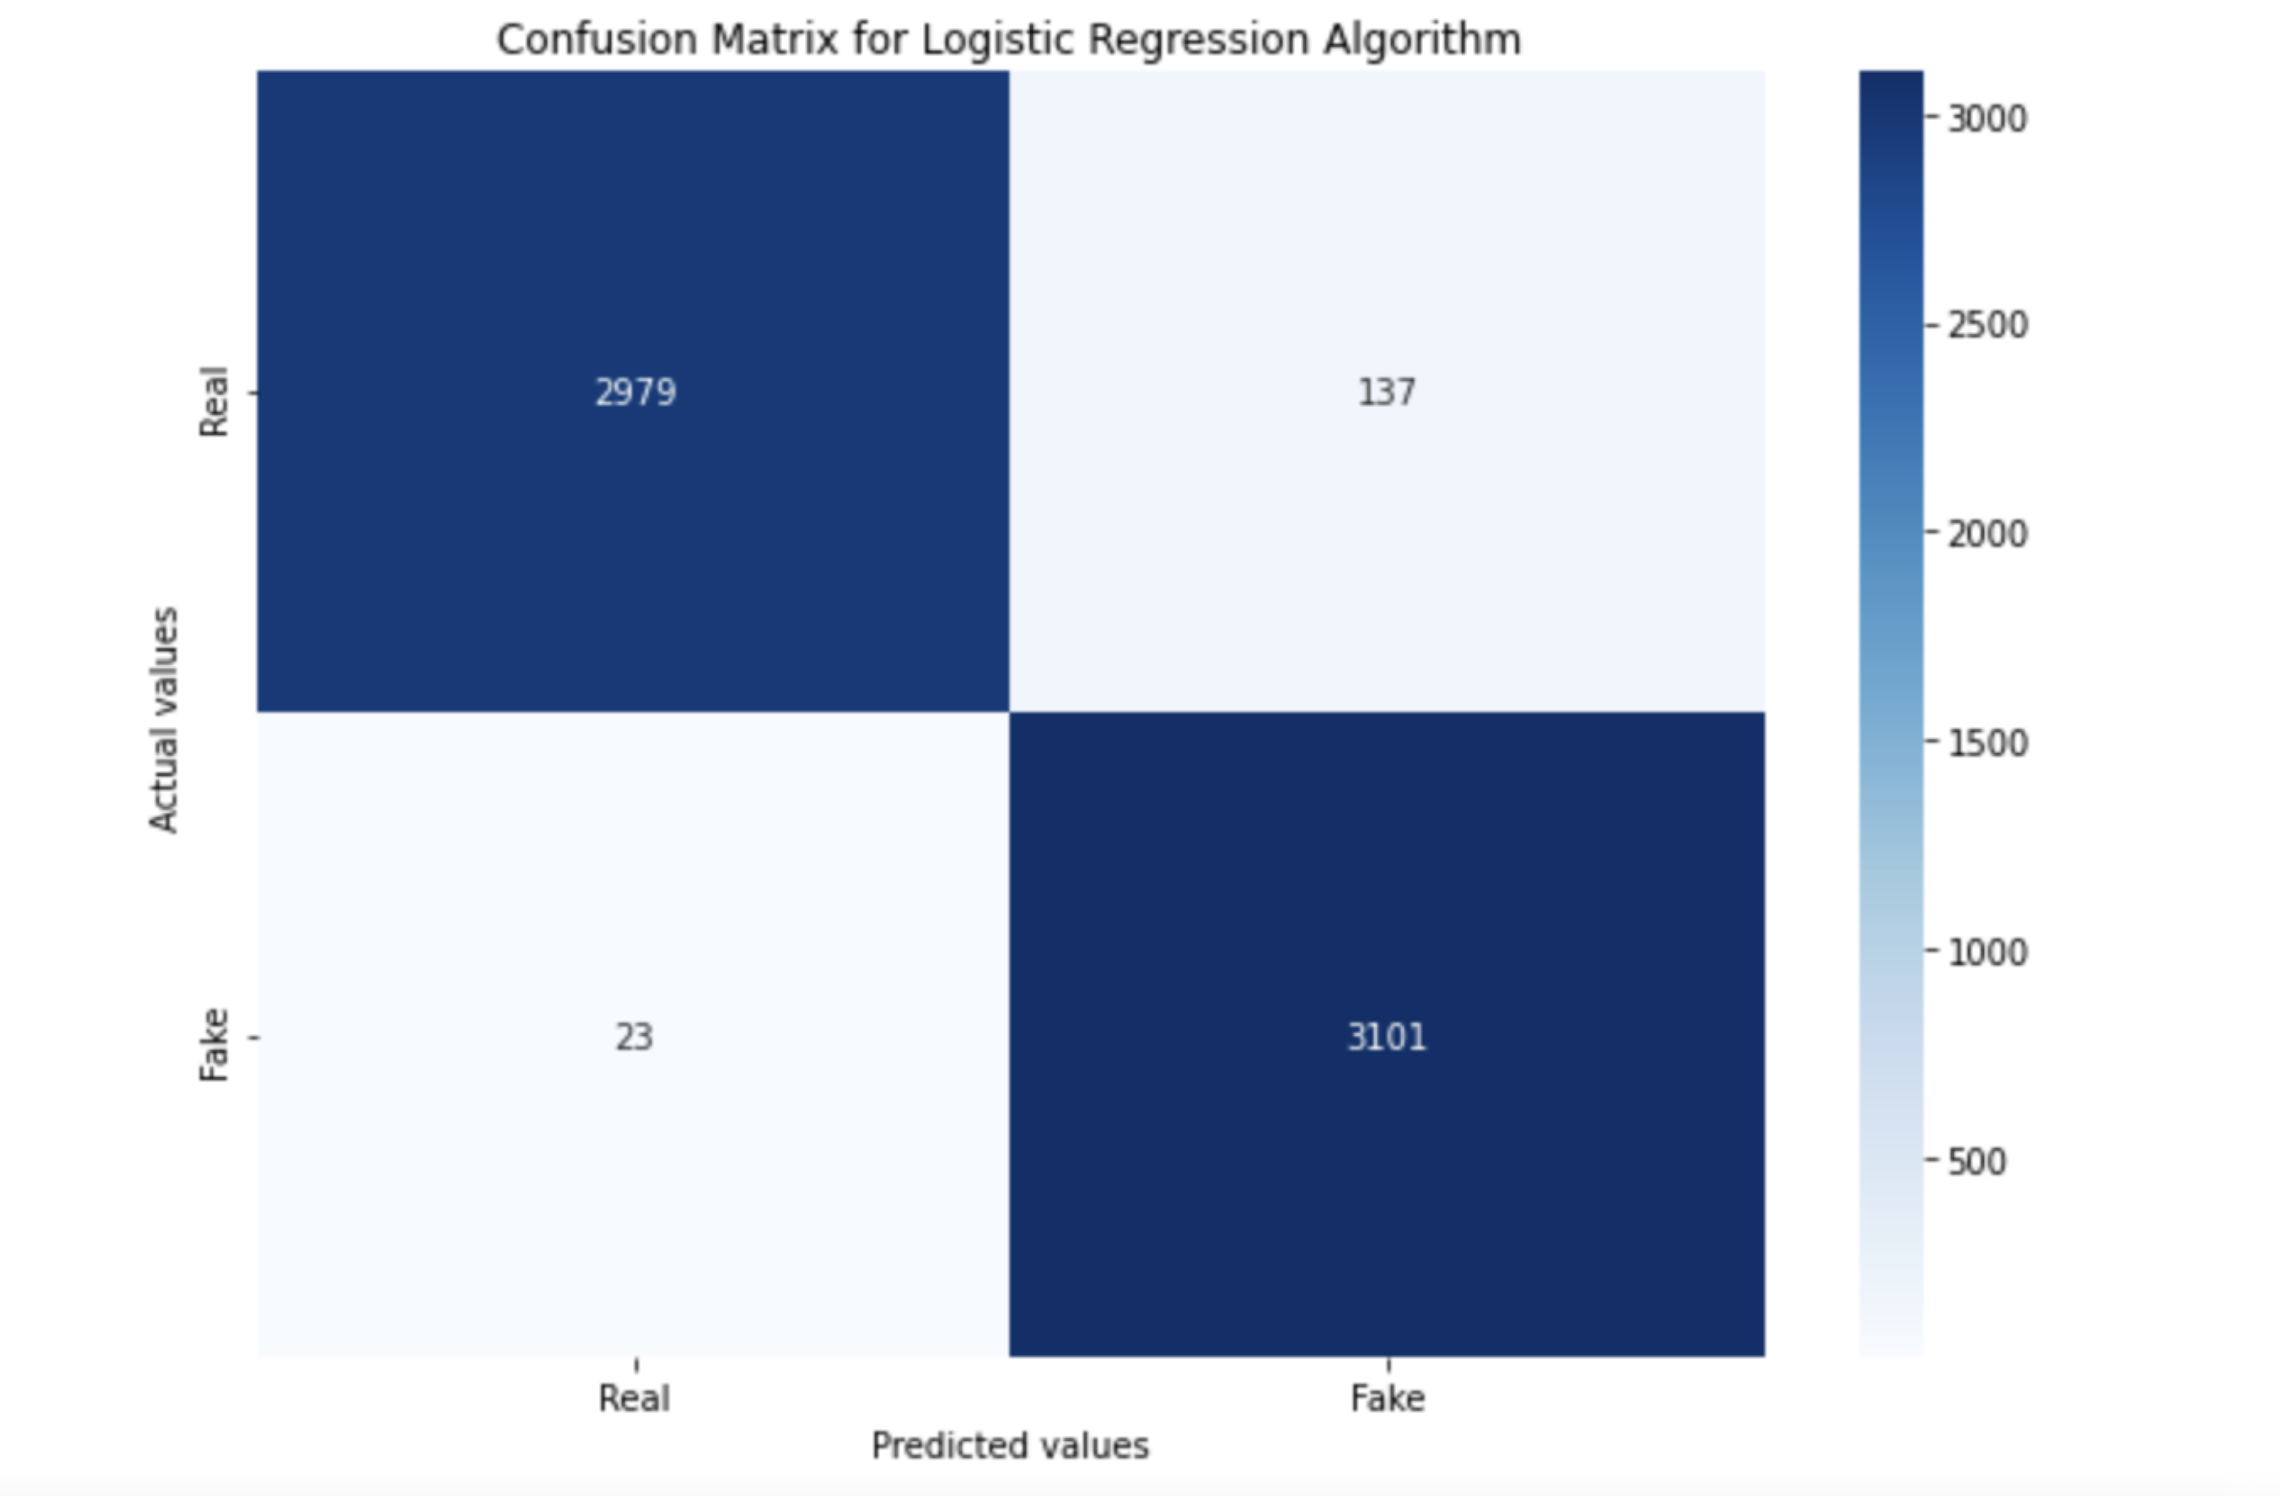 Confusion Matrix for Logistic Regression Algorithm
3000
2500
2000
1500
1000
500
Actual values
Real
2979
137
Fake
23
3101
Real
Fake
Predicted values